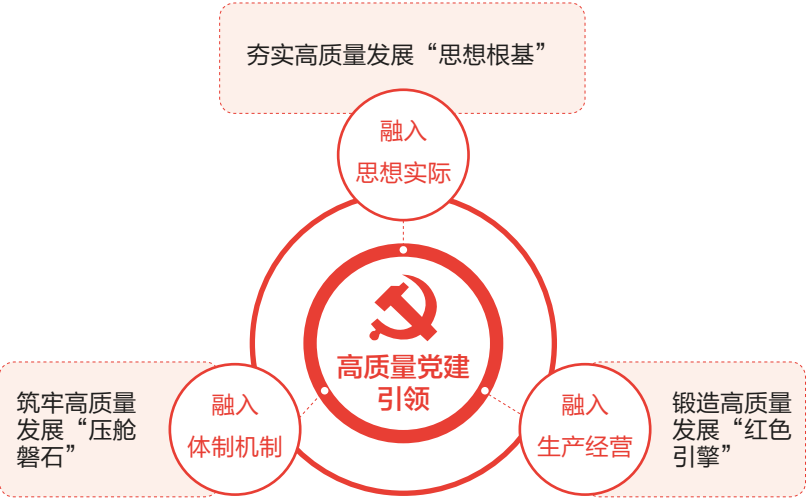 夯实高质量发展“思想根基”
融入
思想实际
高质量党建
引领
筑牢高质量
发展“压舱
磐石”
融入
体制机制
融入
生产经营
锻造高质量
发展“红色
引擎”